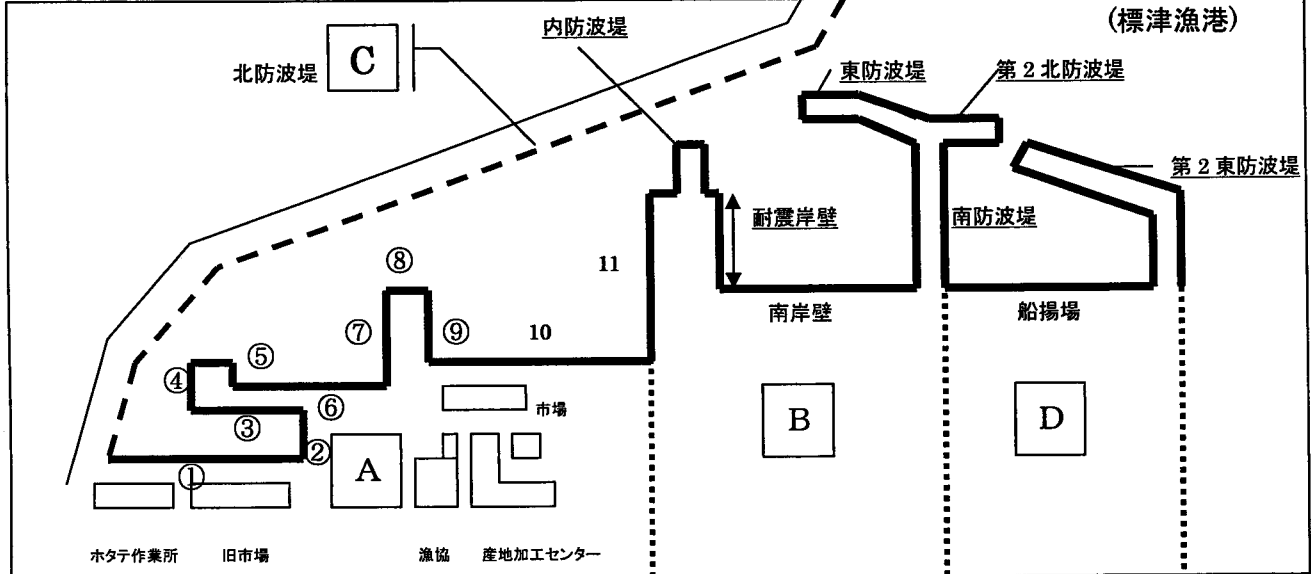 (標津漁港)
内防波堤
北防波堤
C
東防波堤
第2北防波堤
第2東防波堤
耐震岸壁
南防波堤
11
⑧
南岸壁
船揚場
⑦
⑨
10
⑤
④
⑥
市場
③
B
D
②
A
①
ホタテ作業所
旧市場
漁協
産地加工センター